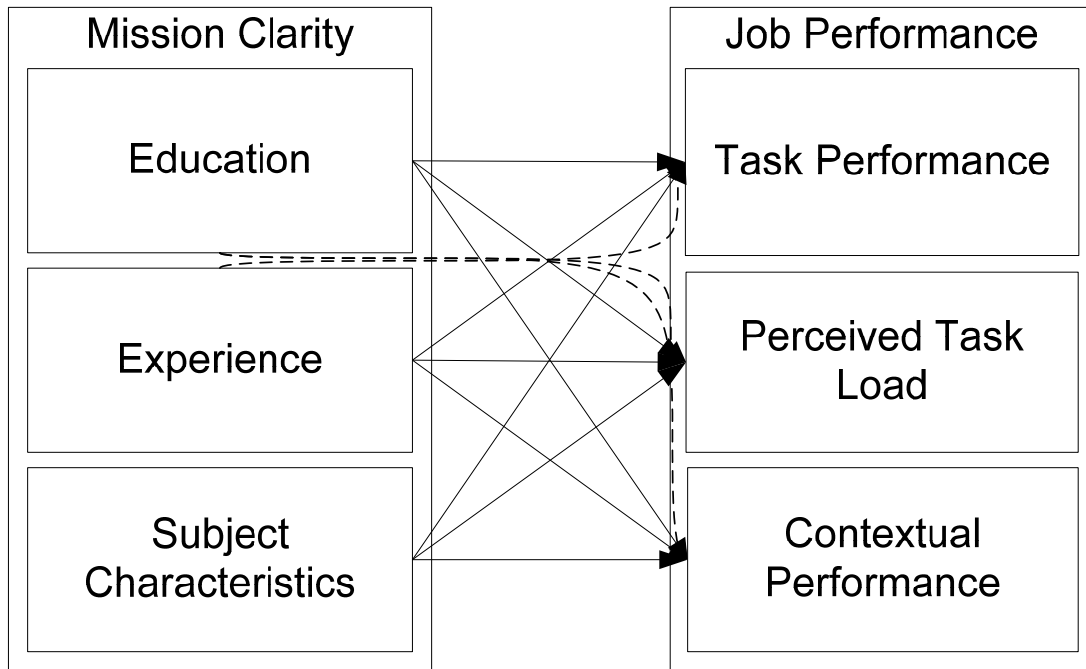 Mission Clarity
Education
Experience
Subject
Characteristics
Job Performance
Task Performance
Perceived Task
Load
Contextual
Performance